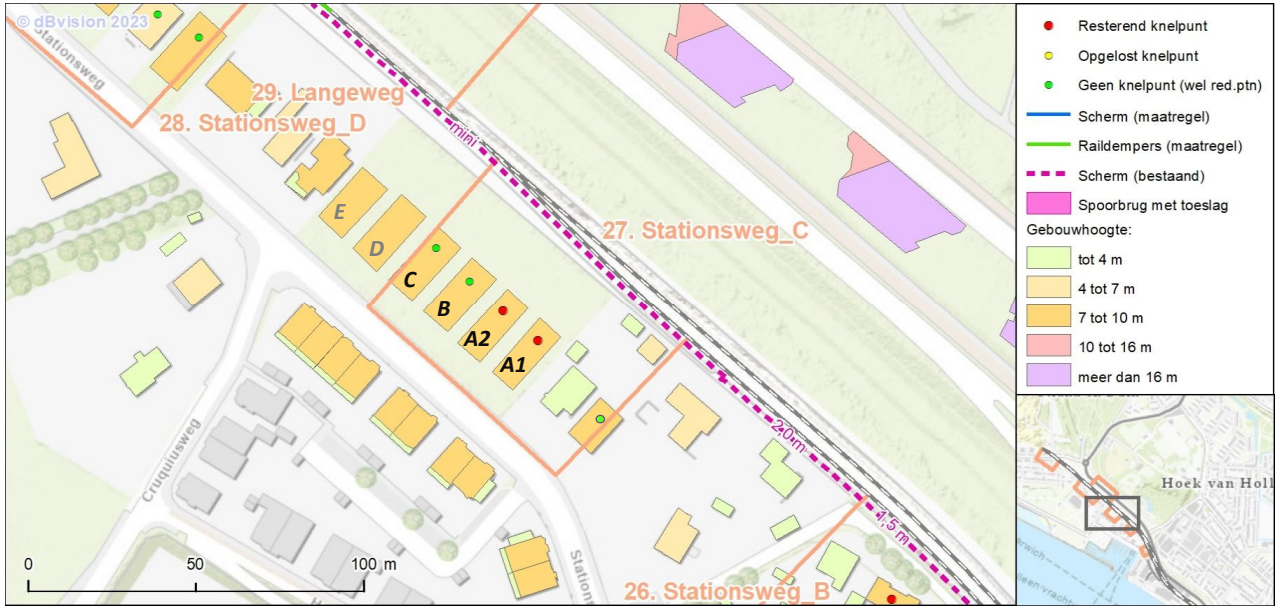 © dBvision 2023
Stationsweg
29. Langeweg
28. Stationsweg_D
mini
27. Stationsweg_C
E
D
C
B
A2
A1
Cruquiusweg
2,0 m
1,5 m
26. Stationsweg_B
0 50 100 m
Resterend knelpunt
Opgelost knelpunt
Geen knelpunt (wel red.ptn)
Scherm (maatregel)
Raildempers (maatregel)
Scherm (bestaand)
Spoorbrug met toeslag
Gebouwhoogte:
tot 4 m
4 tot 7 m
7 tot 10 m
10 tot 16 m
meer dan 16 m
Hoek van Holl